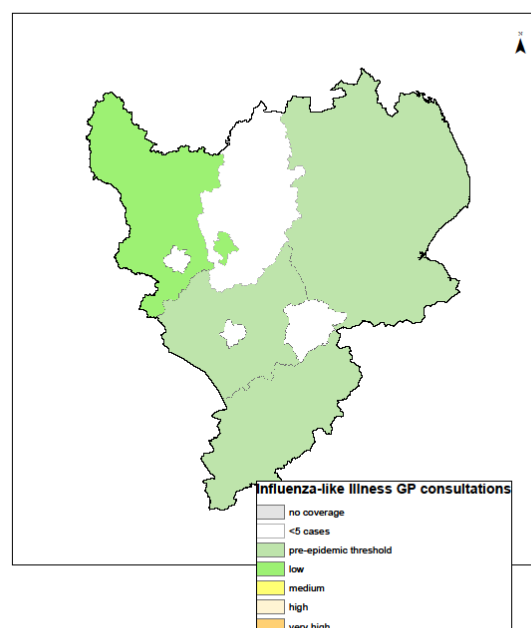 N
Influenza-like Illness GP consultations
no coverage
<5 cases
pre-epidemic threshold
low
medium
high
very high